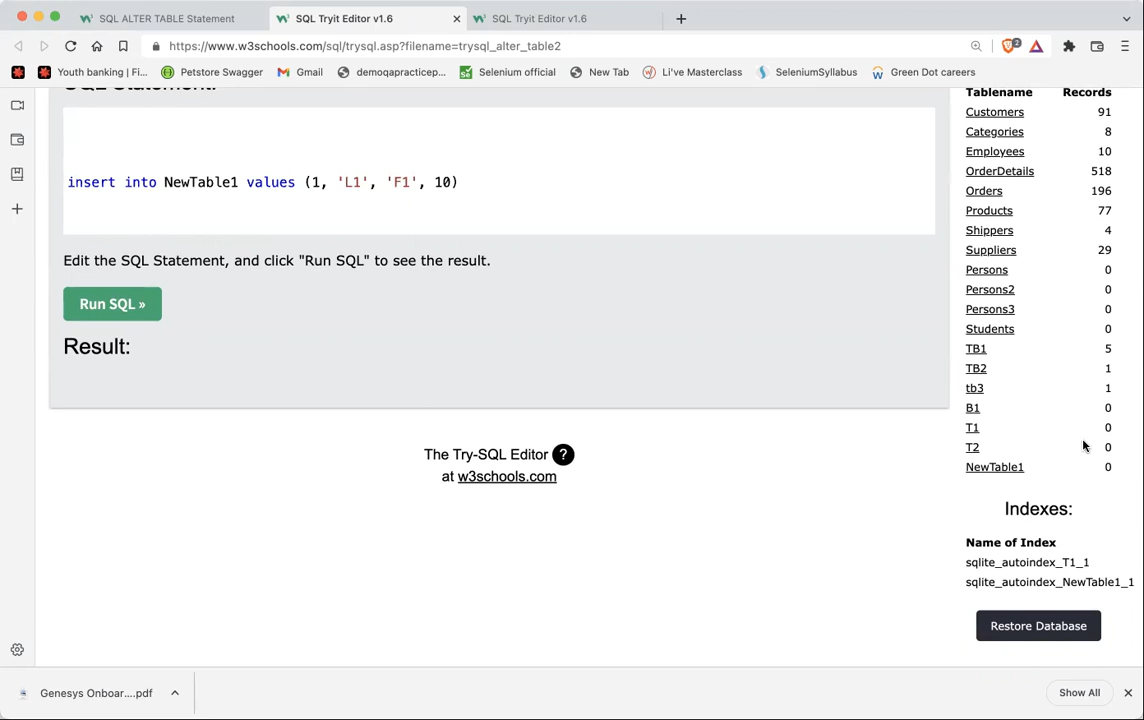 SQL ALTER TABLE Statement
SQL Tryit Editor v1.6
SQL Tryit Editor v1.6
https://www.w3schools.com/sql/trysql.asp?filename=trysql_alter_table2
2
Youth banking | Fi...
Petstore Swagger
Gmail
demoqapracticep...
Selenium official
New Tab
Li've Masterclass
SeleniumSyllabus
Green Dot careers
SQL Statement:
insert into NewTable1 values (1, 'L1', 'F1', 10)
Edit the SQL Statement, and click "Run SQL" to see the result.
Run SQL »
Result:
The Try-SQL Editor ?
at w3schools.com
Tablename Records
Customers 91
Categories 8
Employees 10
OrderDetails 518
Orders 196
Products 77
Shippers 4
Suppliers 29
Persons 0
Persons2 0
Persons3 0
Students 0
TB1 5
TB2 1
tb3 1
B1 0
T1 0
T2 0
NewTable1 0
Indexes:
Name of Index
sqlite_autoindex_T1_1
sqlite_autoindex_NewTable1_1
Restore Database
Genesys Onboar....pdf
Show All